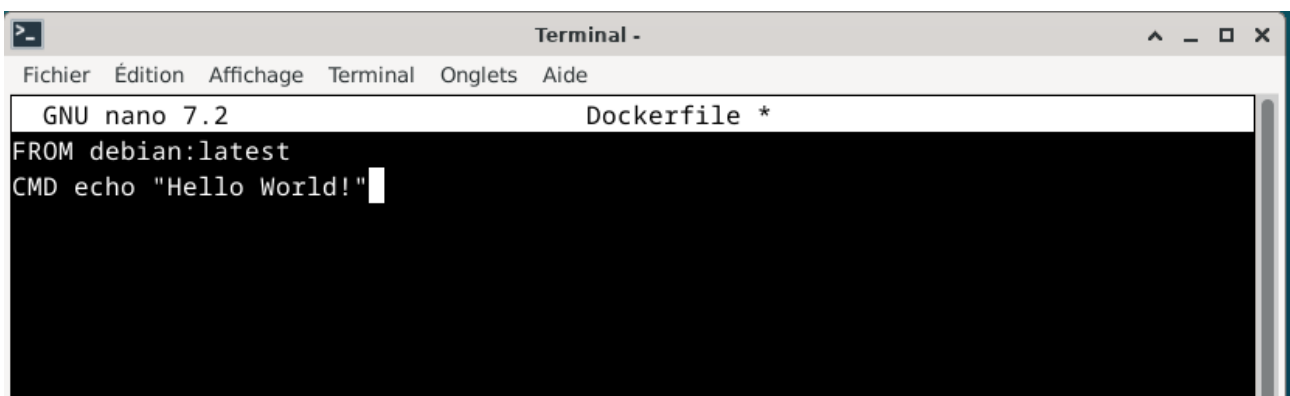 Terminal -
Fichier Édition Affichage Terminal Onglets Aide
GNU nano 7.2 Dockerfile *
FROM debian:latest
CMD echo "Hello World!"